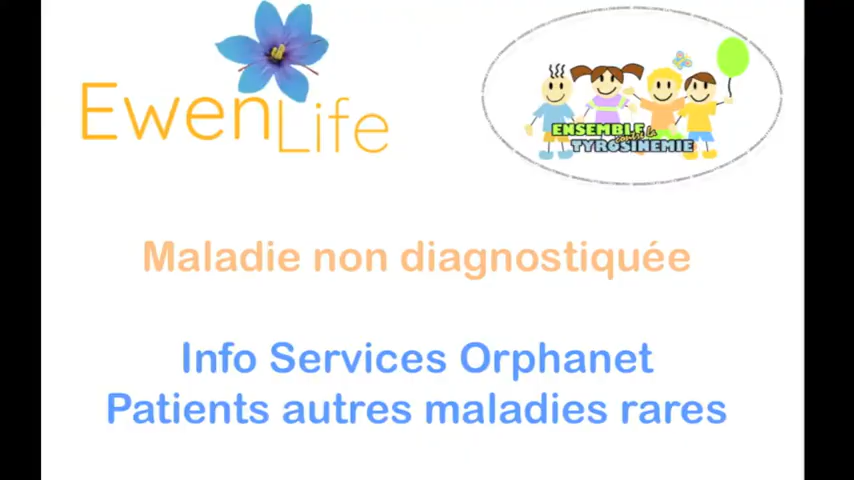 EwenLife
ENSEMBLE
contre la
TYROSINEMIE
Maladie non diagnostiquée
Info Services Orphanet
Patients autres maladies rares